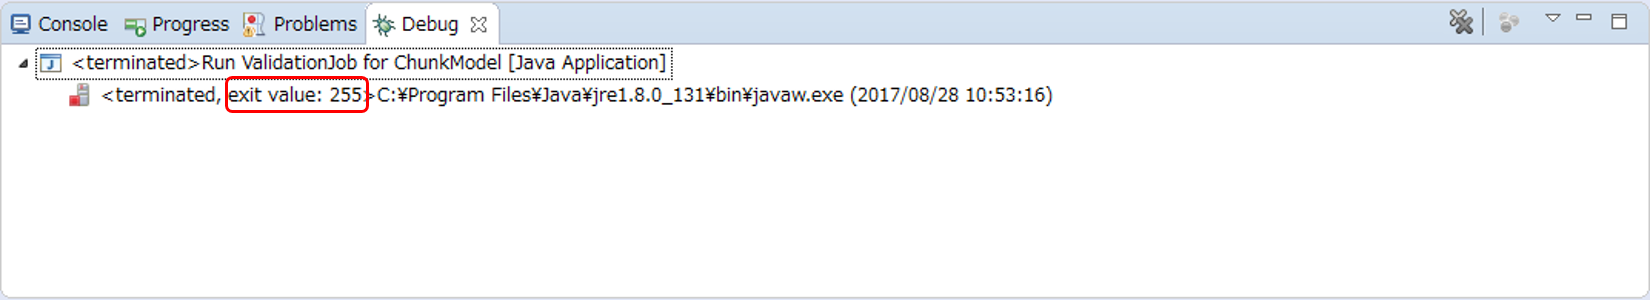 Console Progress Problems Debug
<terminated>Run ValidationJob for ChunkModel [Java Application]
<terminated, exit value: 255>C:¥Program Files¥Java¥jre1.8.0_131¥bin¥javaw.exe (2017/08/28 10:53:16)